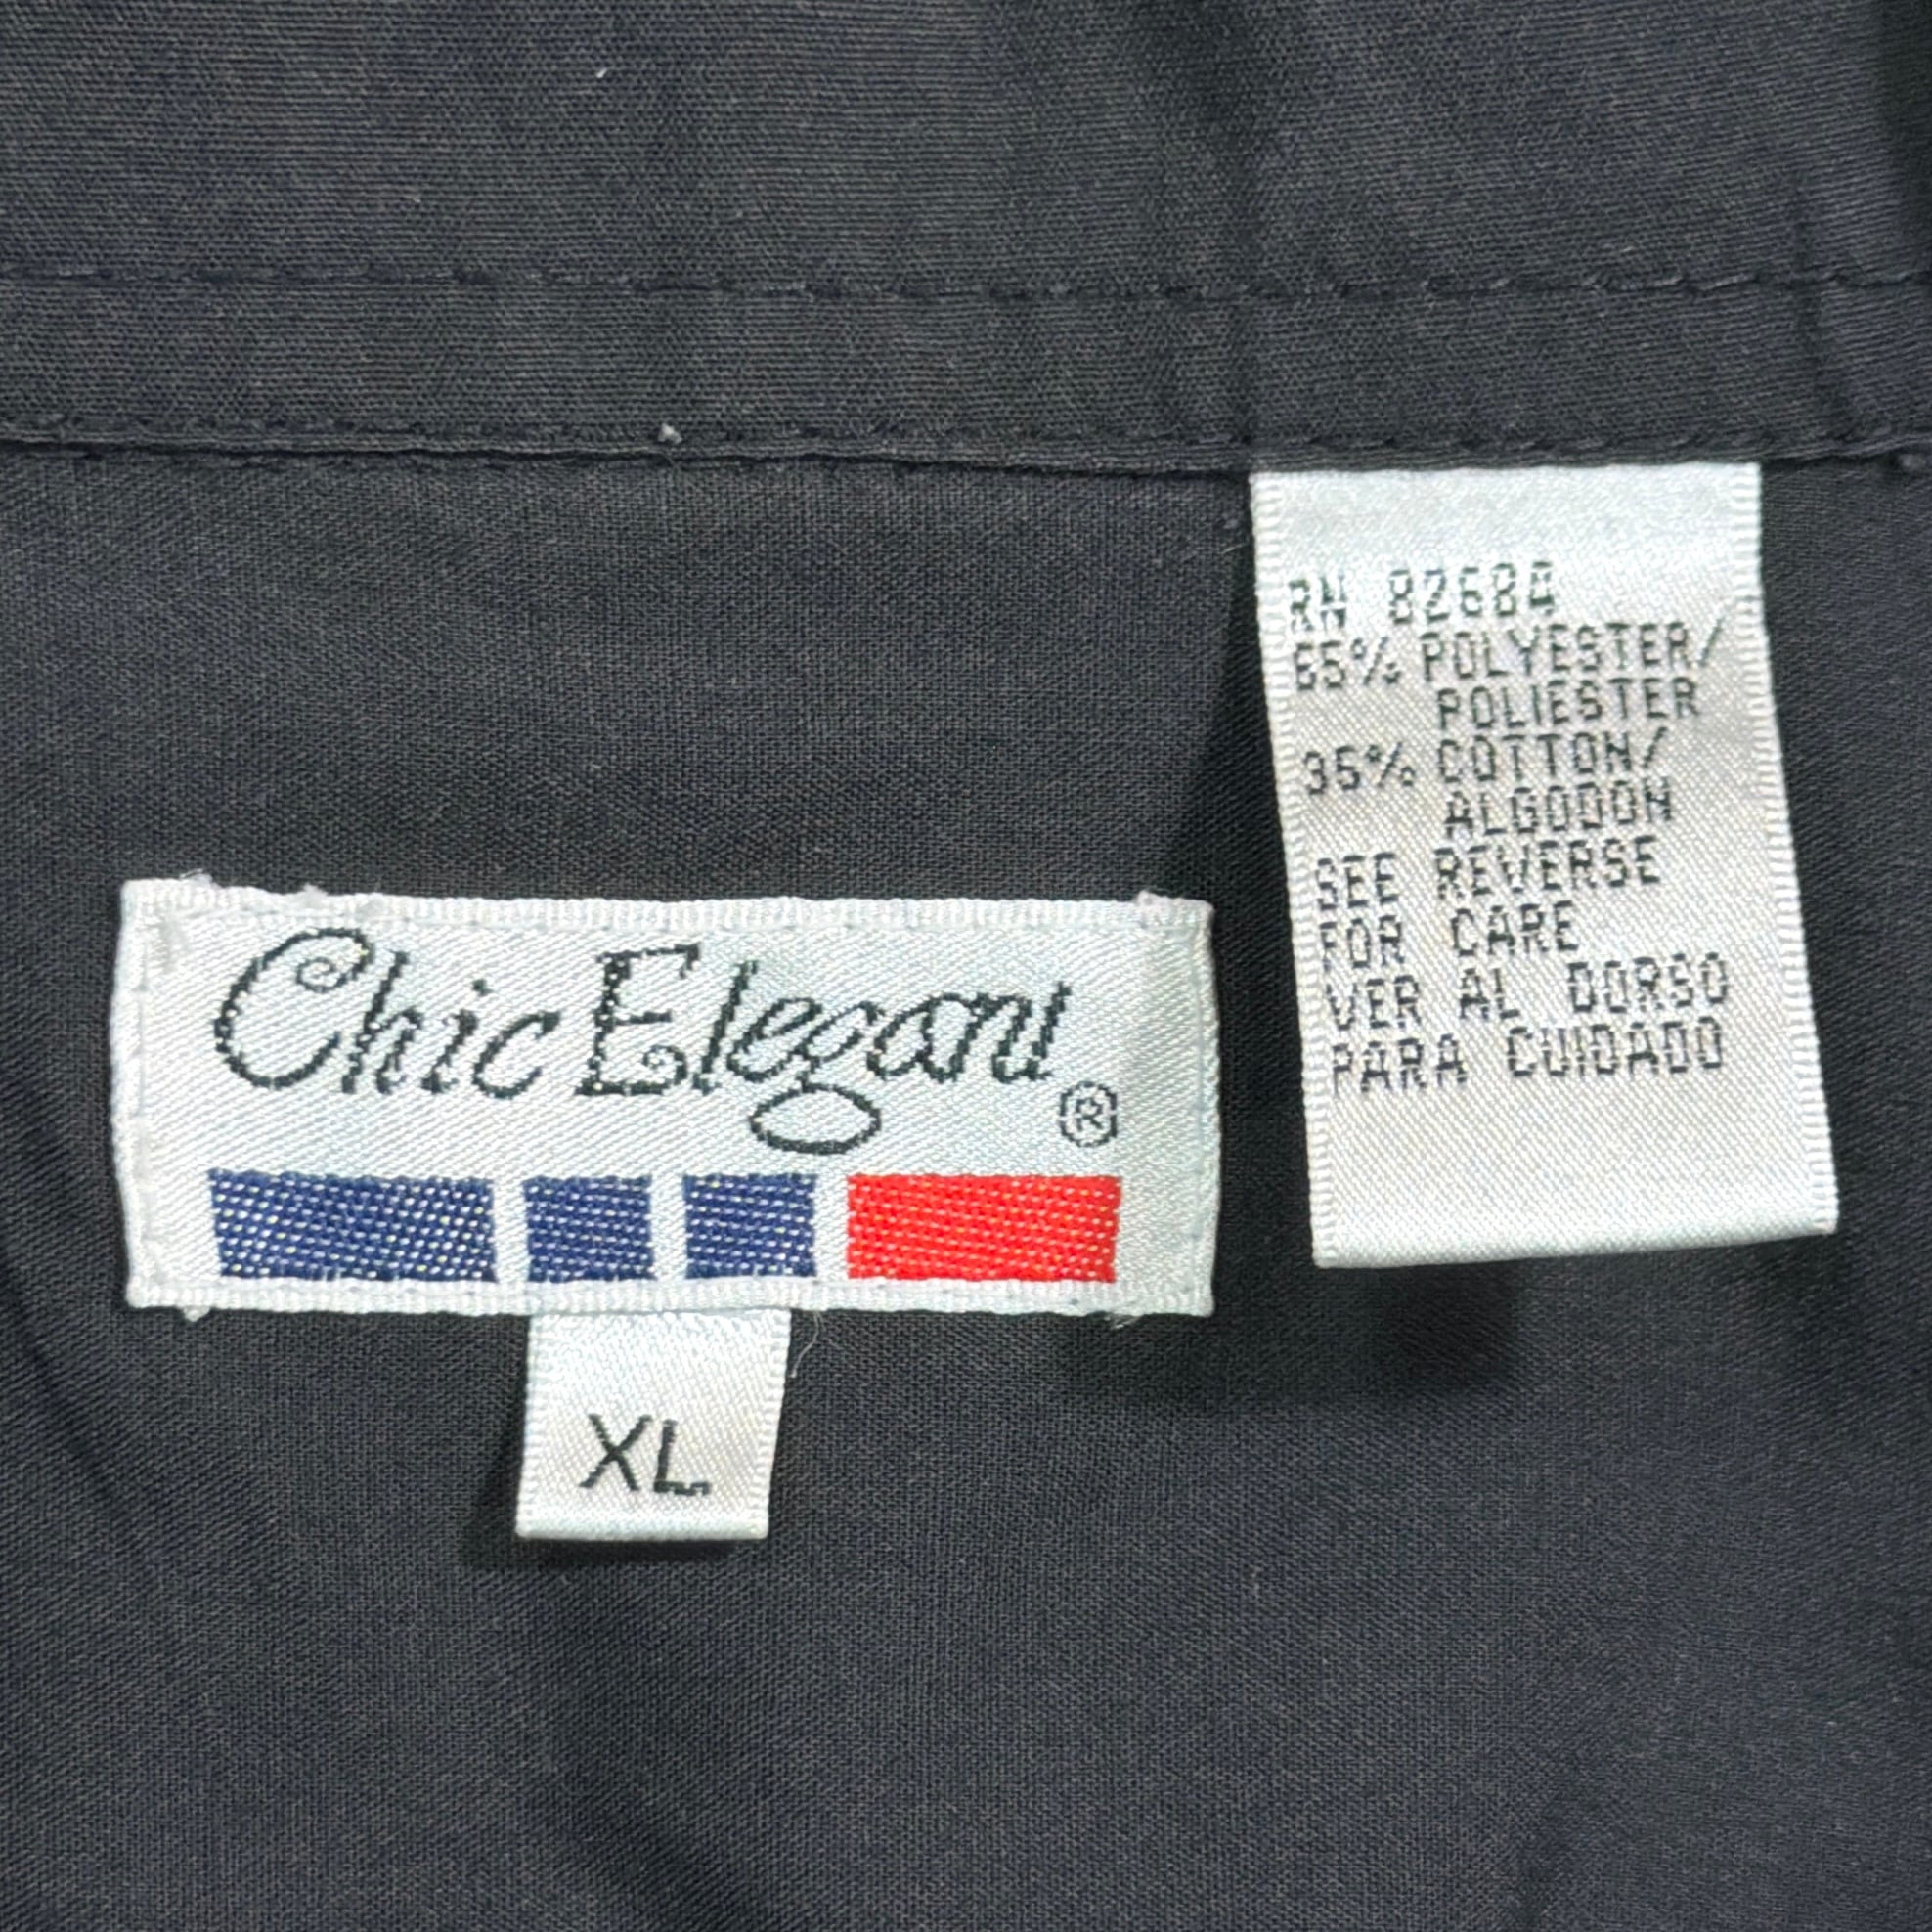 Chic Elegant
®
XL
RN 82684
65% POLYESTER/
POLIESTER
35% COTTON/
ALGODON
SEE REVERSE
FOR CARE
VER AL DORSO
PARA CUIDADO